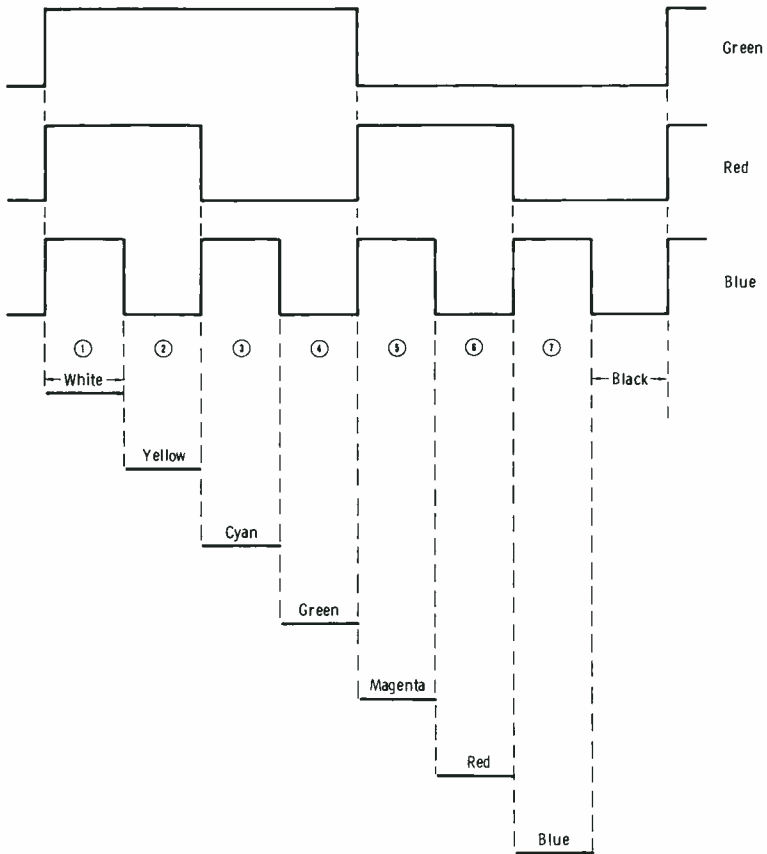 Green
Red
Blue
① ② ③ ④ ⑤ ⑥ ⑦
White
Black
Yellow
Cyan
Green
Magenta
Red
Blue